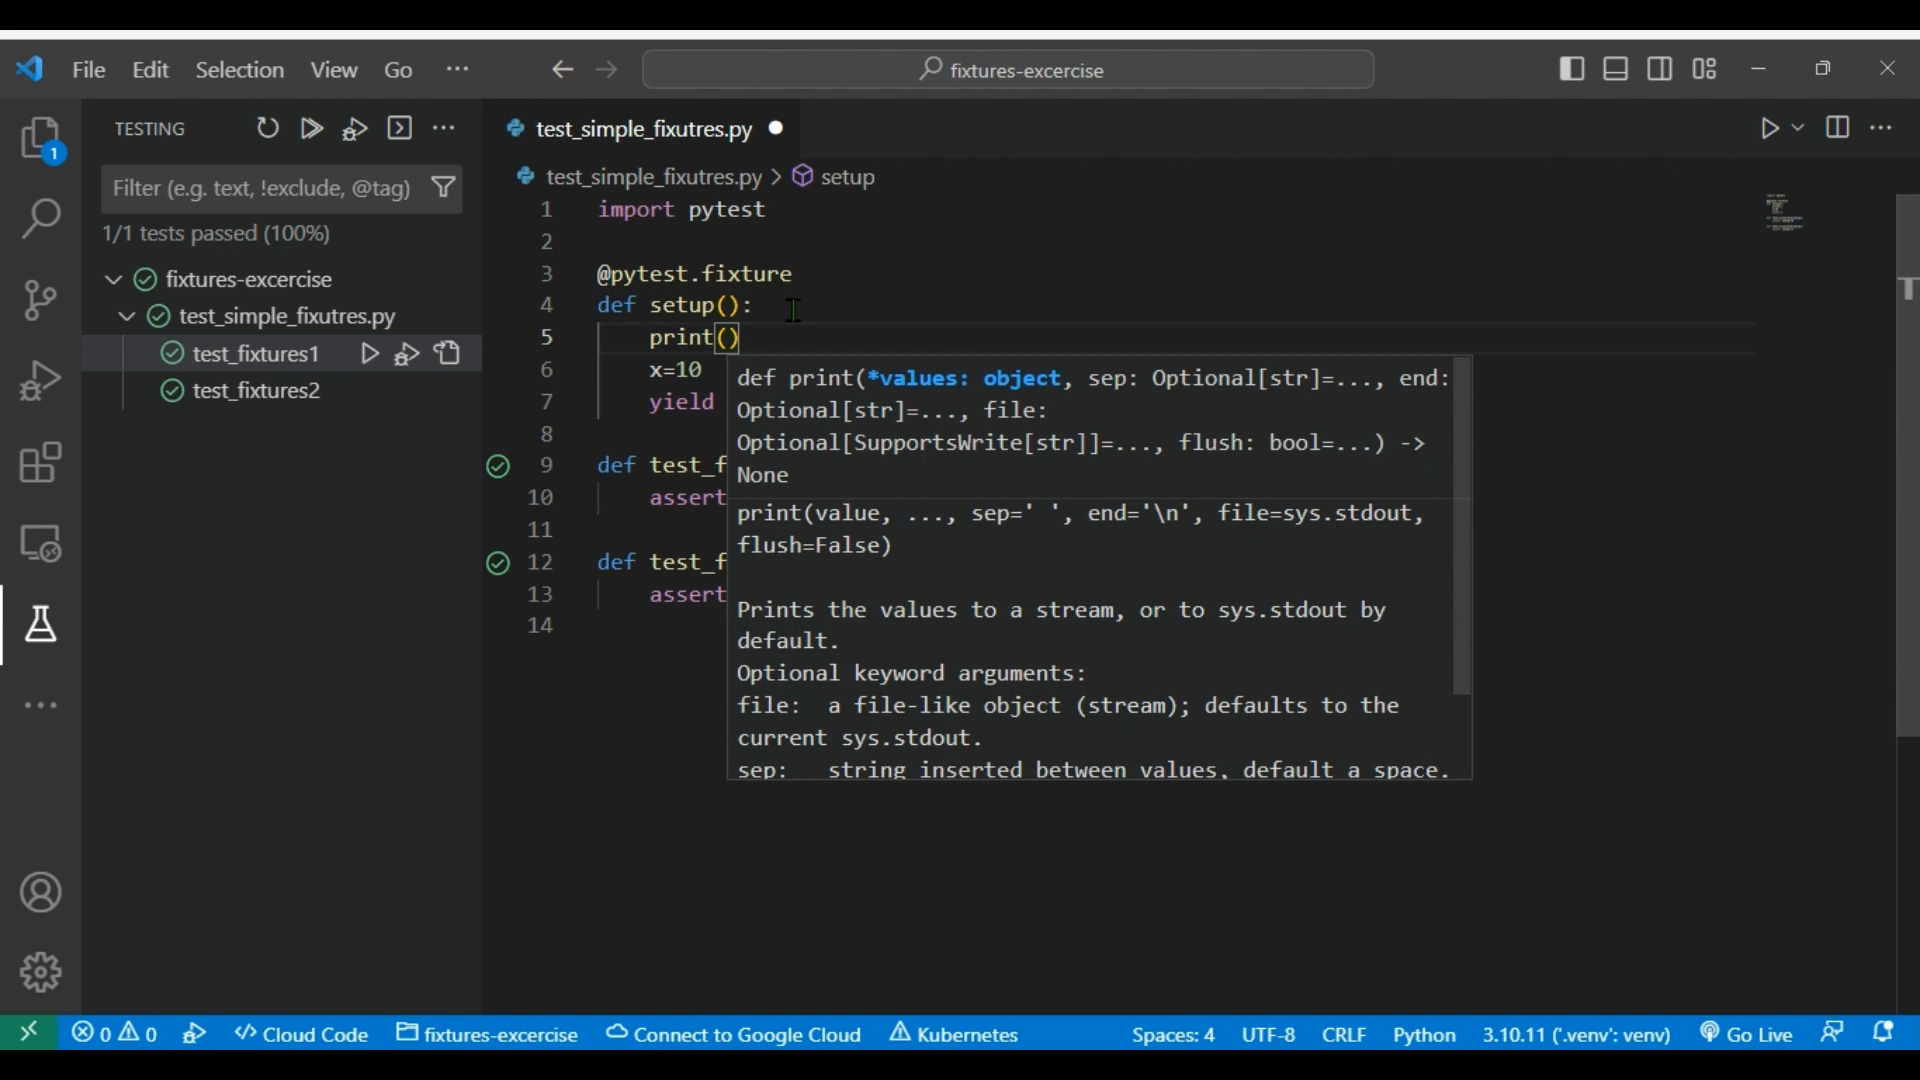 File Edit Selection View Go ···
fixtures-excercise
TESTING
Filter (e.g. text, !exclude, @tag)
1/1 tests passed (100%)
fixtures-excercise
test_simple_fixutres.py
test_fixtures1
test_fixtures2
1
test_simple_fixutres.py
test_simple_fixutres.py > setup
1 import pytest
2
3 @pytest.fixture
4 def setup():
5 print()
6 x=10
7 yield
8
9 def test_f
10 assert
11
12 def test_f
13 assert
14
def print(*values: object, sep: Optional[str]=..., end:
Optional[str]=..., file:
Optional[SupportsWrite[str]]=..., flush: bool=...) ->
None
print(value, ..., sep=' ', end='\n', file=sys.stdout,
flush=False)
Prints the values to a stream, or to sys.stdout by
default.
Optional keyword arguments:
file: a file-like object (stream); defaults to the
current sys.stdout.
sep: string inserted between values, default a space.
0 0 Cloud Code fixtures-excercise Connect to Google Cloud Kubernetes Spaces: 4 UTF-8 CRLF Python 3.10.11 ('.venv': venv) Go Live